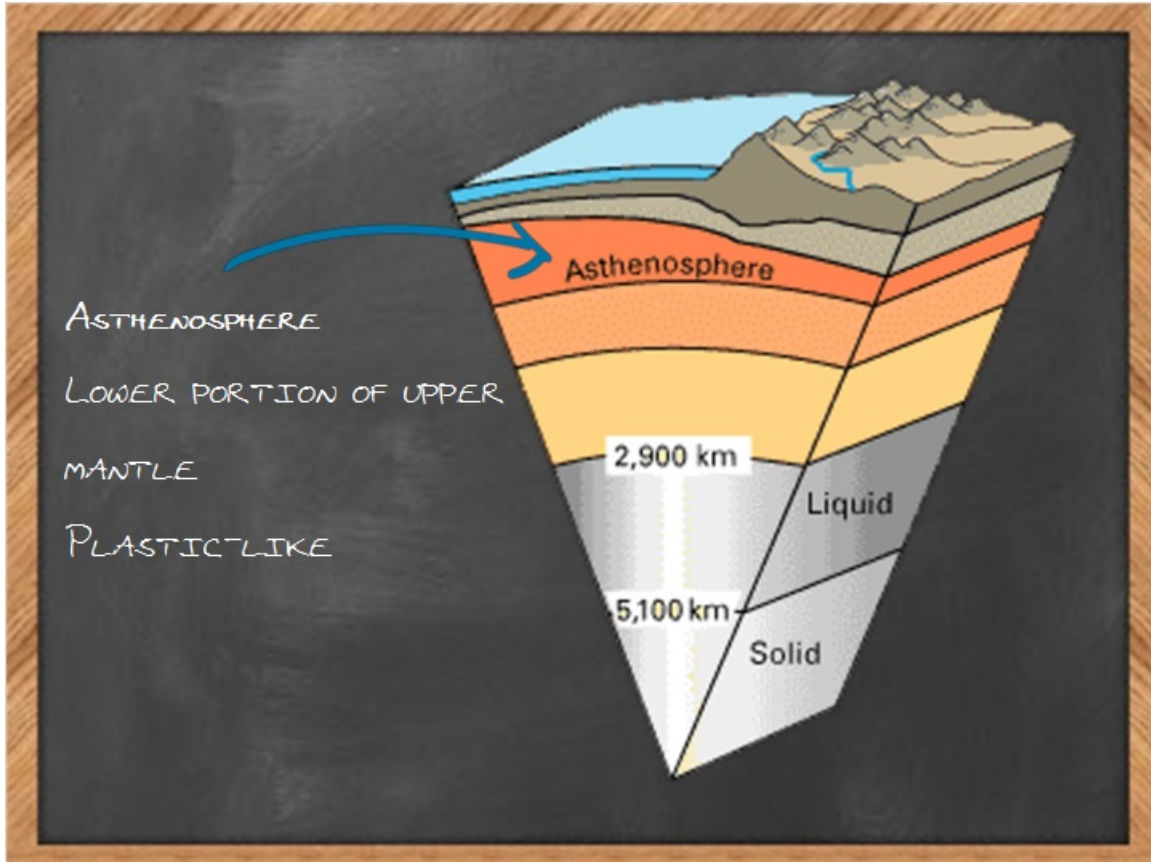 Asthenosphere
ASTHENOSPHERE
LOWER PORTION OF UPPER
MANTLE
PLASTIC-LIKE
2,900 km
Liquid
5,100 km
Solid